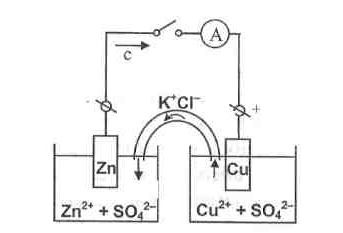 A
c
- +
K⁺Cl⁻
Zn Cu
Zn²⁺ + SO₄²⁻ Cu²⁺ + SO₄²⁻